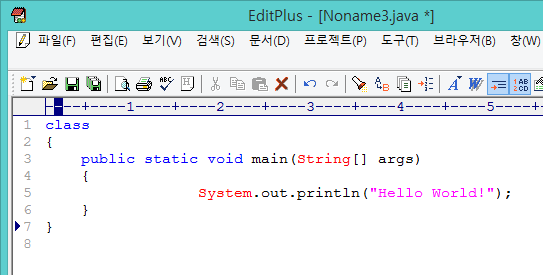 EditPlus - [Noname3.java *]
파일(F) 편집(E) 보기(V) 검색(S) 문서(D) 프로젝트(P) 도구(T) 브라우저(B) 창(W)
----+----1----+----2----+----3----+----4----+----5----+
1 class
2 {
3     public static void main(String[] args)
4     {
5                 System.out.println("Hello World!");
6     }
7 }
8